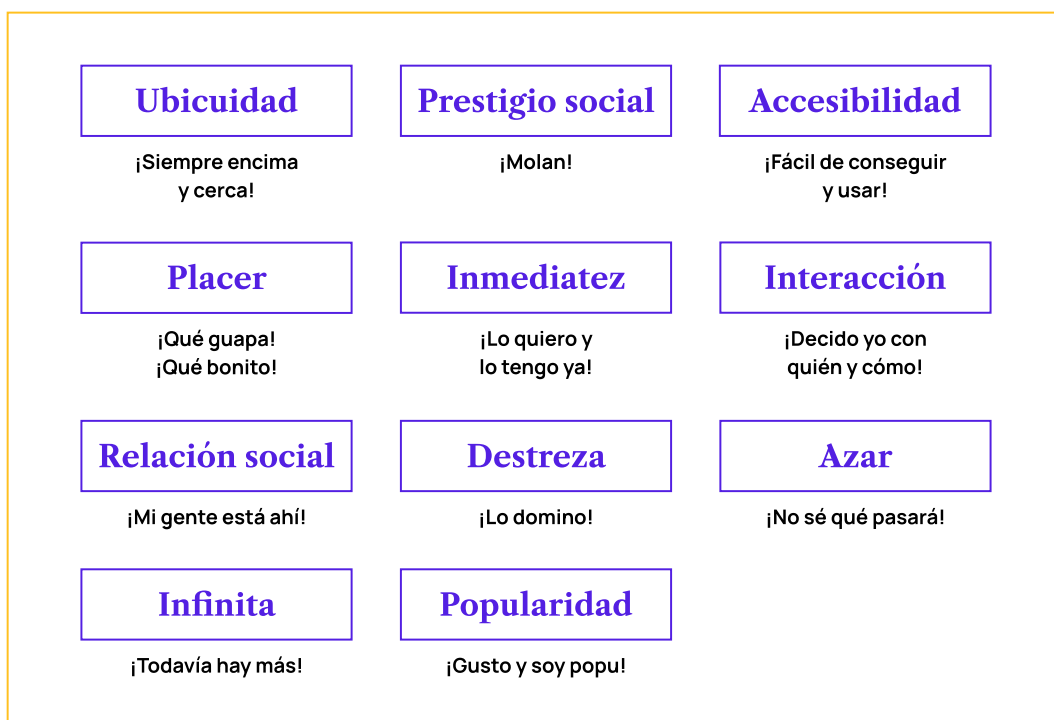 Ubicuidad
¡Siempre encima
y cerca!
Prestigio social
¡Molan!
Accesibilidad
¡Fácil de conseguir
y usar!
Placer
¡Qué guapa!
¡Qué bonito!
Inmediatez
¡Lo quiero y
lo tengo ya!
Interacción
¡Decido yo con
quién y cómo!
Relación social
¡Mi gente está ahí!
Destreza
¡Lo domino!
Azar
¡No sé qué pasará!
Infinita
¡Todavía hay más!
Popularidad
¡Gusto y soy popu!